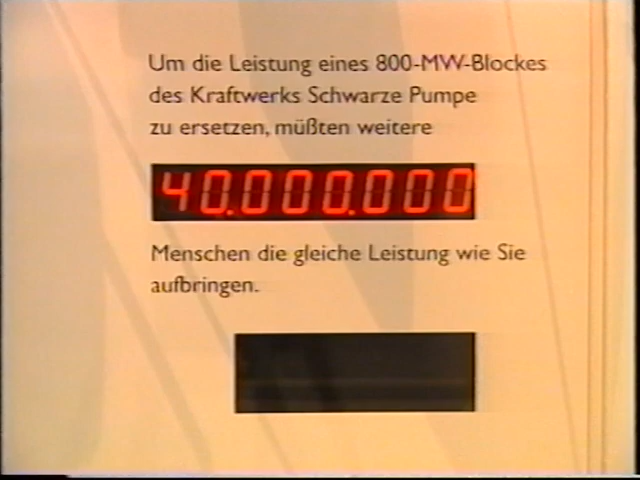 Um die Leistung eines 800-MW-Blockes
des Kraftwerks Schwarze Pumpe
zu ersetzen, müßten weitere
40.000.000
Menschen die gleiche Leistung wie Sie
aufbringen.